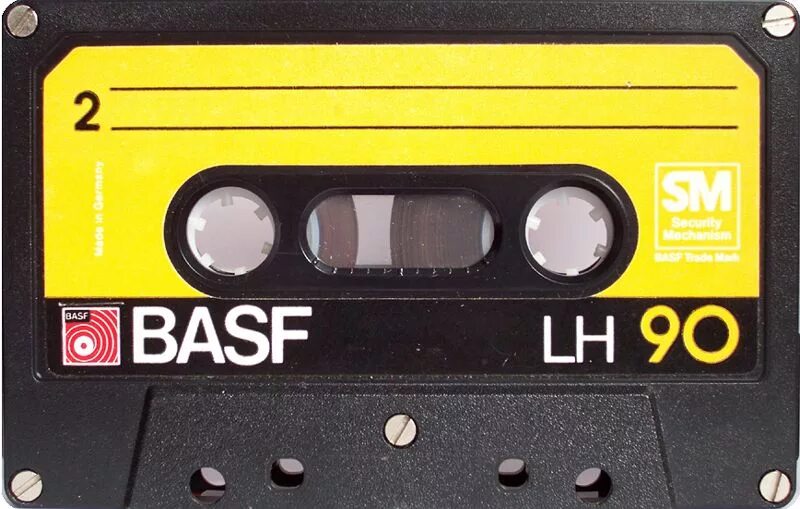 2
Made in Germany
SM
Security
Mechanism
BASF Trade Mark
BASF
BASF
LH 90